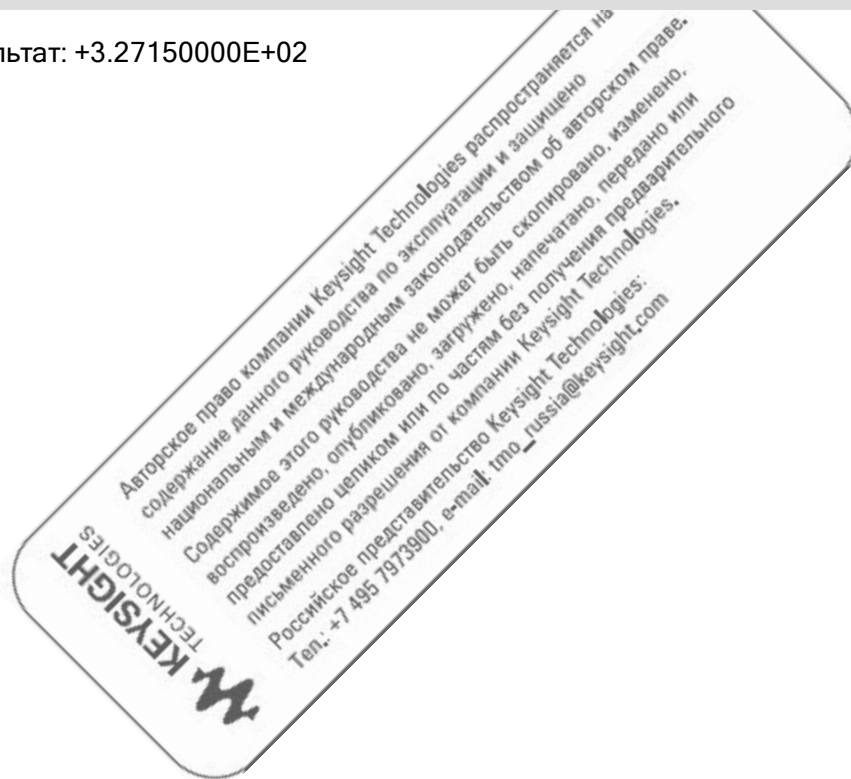 льтат: +3.27150000E+02
KEYSIGHT
TECHNOLOGIES
Авторское право компании Keysight Technologies распространяется на
содержание данного руководства по эксплуатации и защищено
национальным и международным законодательством об авторском праве.
Содержимое этого руководства не может быть скопировано, изменено,
воспроизведено, опубликовано, загружено, напечатано, передано или
предоставлено целиком или по частям без получения предварительного
письменного разрешения от компании Keysight Technologies.
Российское представительство Keysight Technologies:
Тел.: +7 495 7973900, e-mail: tmo_russia@keysight.com